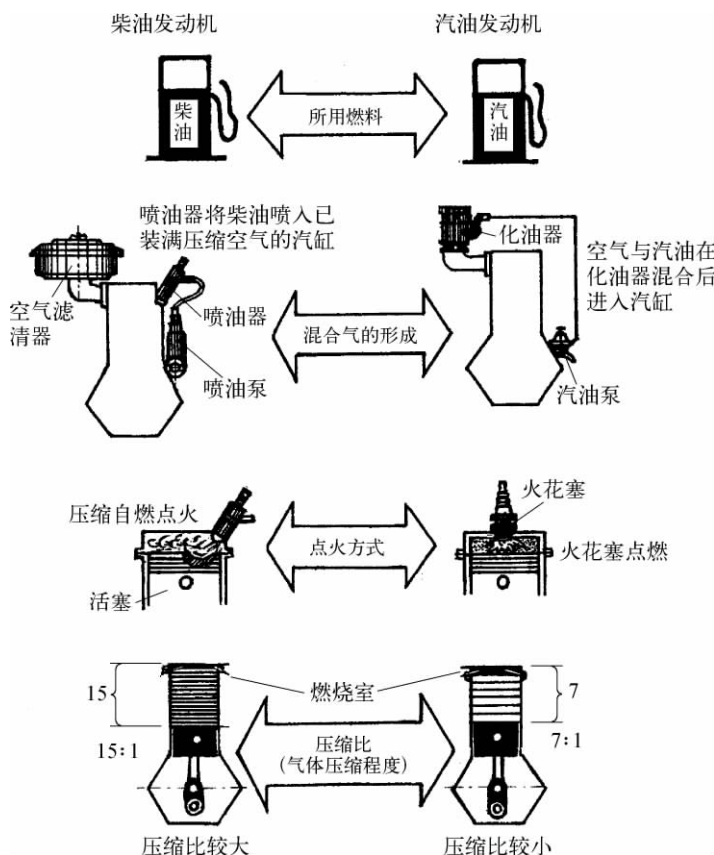 柴油发动机
汽油发动机
柴油
所用燃料
汽油
喷油器将柴油喷入已
装满压缩空气的汽缸
空气滤
清器
喷油器
喷油泵
混合气的形成
化油器
空气与汽油在
化油器混合后
进入汽缸
汽油泵
压缩自燃点火
活塞
点火方式
火花塞
火花塞点燃
15
15:1
燃烧室
压缩比
(气体压缩程度)
7
7:1
压缩比较大
压缩比较小